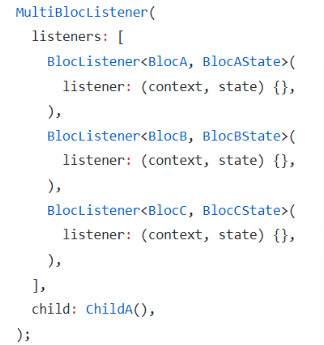 MultiBlocListener(
  listeners: [
    BlocListener<BlocA, BlocAState>(
      listener: (context, state) {},
    ),
    BlocListener<BlocB, BlocBState>(
      listener: (context, state) {},
    ),
    BlocListener<BlocC, BlocCState>(
      listener: (context, state) {},
    ),
  ],
  child: ChildA(),
);